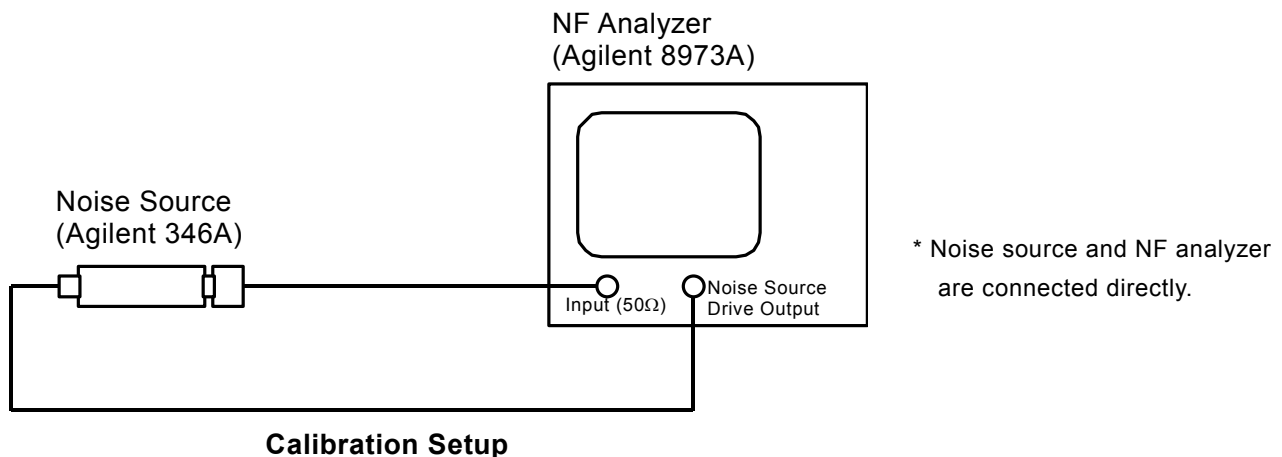 NF Analyzer
(Agilent 8973A)
Noise Source
(Agilent 346A)
Input (50Ω)
Noise Source
Drive Output
* Noise source and NF analyzer
are connected directly.
Calibration Setup